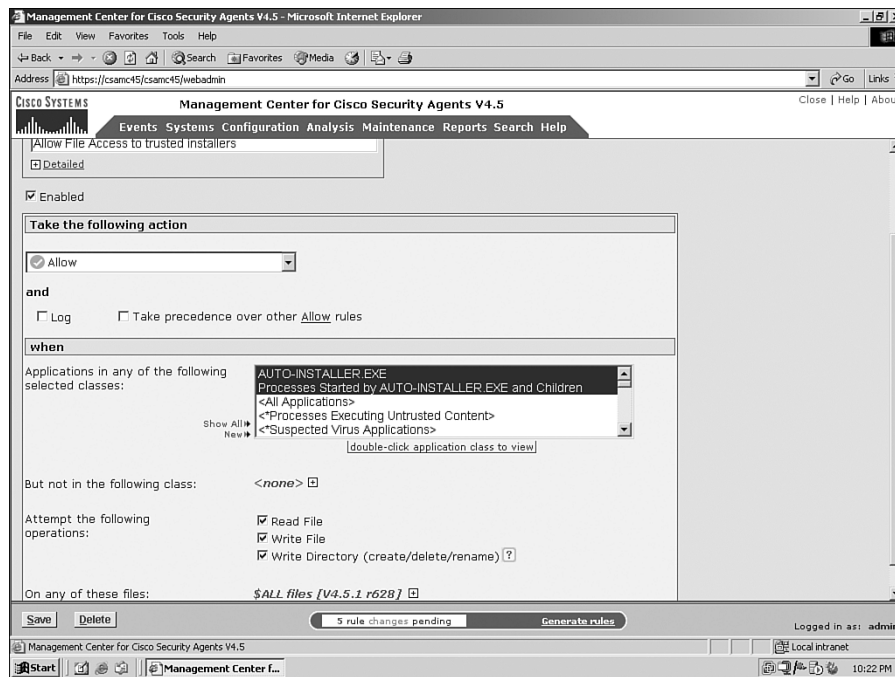 Management Center for Cisco Security Agents V4.5 - Microsoft Internet Explorer
File Edit View Favorites Tools Help
Back Search Favorites Media
Address https://csamc45/csamc45/webadmin Go Links
CISCO SYSTEMS
Management Center for Cisco Security Agents V4.5
Close | Help | Abou
Events Systems Configuration Analysis Maintenance Reports Search Help
Allow File Access to trusted installers
+ Detailed
Enabled
Take the following action
Allow
and
Log Take precedence over other Allow rules
when
Applications in any of the following
selected classes:
AUTO-INSTALLER.EXE
Processes Started by AUTO-INSTALLER.EXE and Children
<All Applications>
<*Processes Executing Untrusted Content>
<*Suspected Virus Applications>
Show All
New
double-click application class to view
But not in the following class: <none> +
Attempt the following
operations:
Read File
Write File
Write Directory (create/delete/rename) ?
On any of these files: $ALL files [V4.5.1 r628] +
Save Delete 5 rule changes pending Generate rules
Logged in as: admin
Management Center for Cisco Security Agents V4.5 Local intranet
Start Management Center f... 10:22 PM